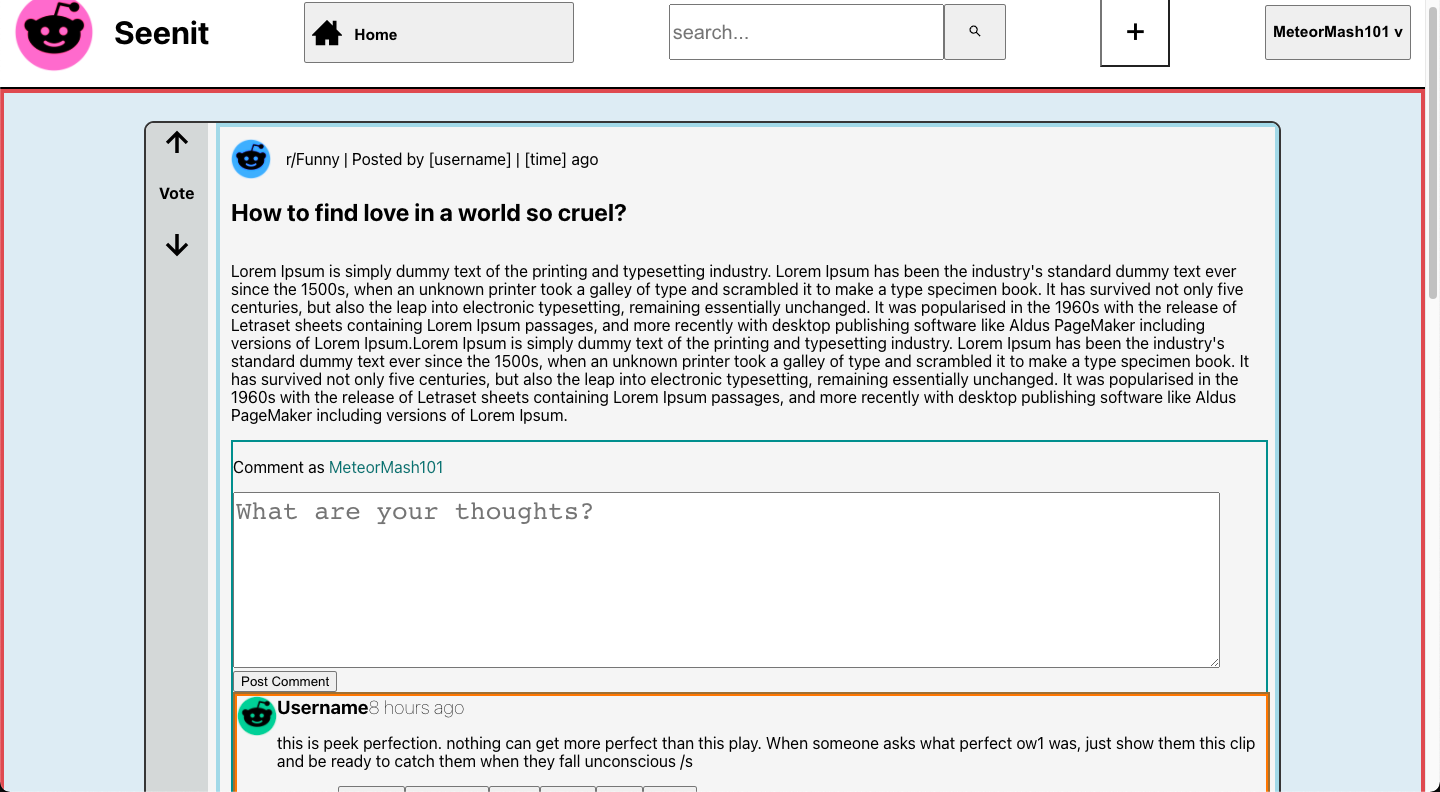 Seenit
Home
search...
+
MeteorMash101 v
Vote
r/Funny | Posted by [username] | [time] ago
How to find love in a world so cruel?
Lorem Ipsum is simply dummy text of the printing and typesetting industry. Lorem Ipsum has been the industry's standard dummy text ever
since the 1500s, when an unknown printer took a galley of type and scrambled it to make a type specimen book. It has survived not only five
centuries, but also the leap into electronic typesetting, remaining essentially unchanged. It was popularised in the 1960s with the release of
Letraset sheets containing Lorem Ipsum passages, and more recently with desktop publishing software like Aldus PageMaker including
versions of Lorem Ipsum.Lorem Ipsum is simply dummy text of the printing and typesetting industry. Lorem Ipsum has been the industry's
standard dummy text ever since the 1500s, when an unknown printer took a galley of type and scrambled it to make a type specimen book. It
has survived not only five centuries, but also the leap into electronic typesetting, remaining essentially unchanged. It was popularised in the
1960s with the release of Letraset sheets containing Lorem Ipsum passages, and more recently with desktop publishing software like Aldus
PageMaker including versions of Lorem Ipsum.
Comment as MeteorMash101
What are your thoughts?
Post Comment
Username8 hours ago
this is peek perfection. nothing can get more perfect than this play. When someone asks what perfect ow1 was, just show them this clip
and be ready to catch them when they fall unconscious /s